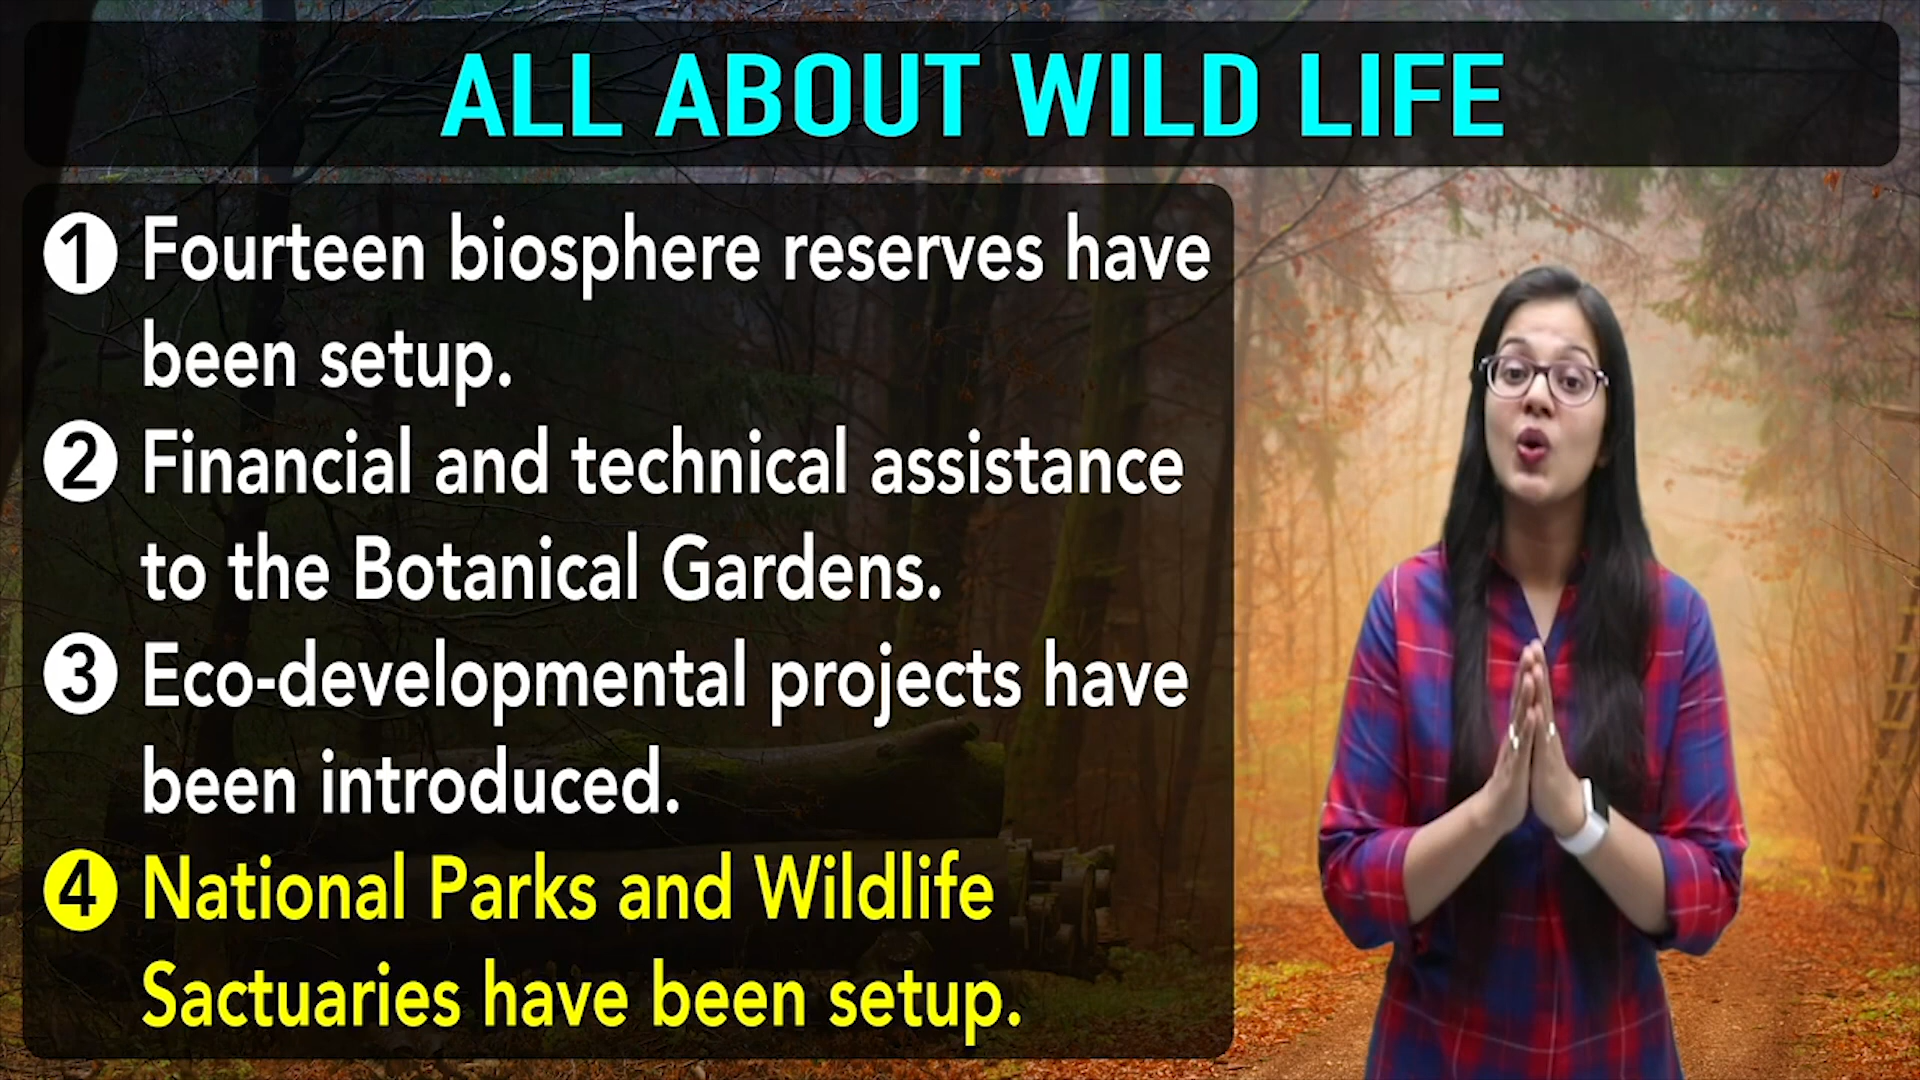 ALL ABOUT WILD LIFE
1 Fourteen biosphere reserves have
been setup.
2 Financial and technical assistance
to the Botanical Gardens.
3 Eco-developmental projects have
been introduced.
4 National Parks and Wildlife
Sactuaries have been setup.